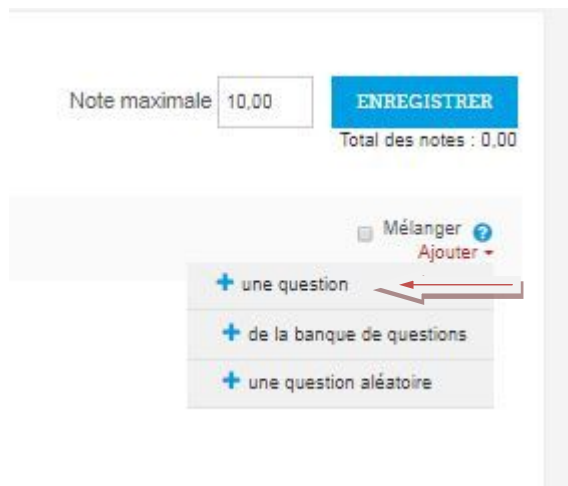 Note maximale 10,00 ENREGISTRER
Total des notes : 0,00
Mélanger ?
Ajouter
+ une question
+ de la banque de questions
+ une question aléatoire